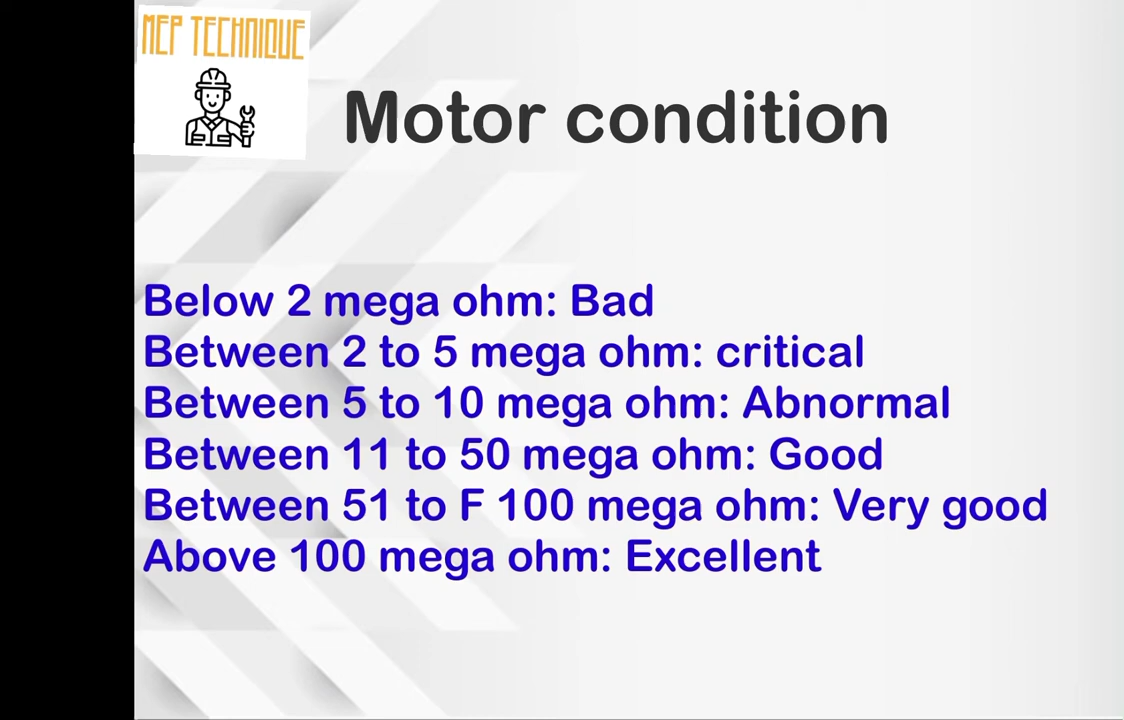 MEP TECHNIQUE
Motor condition
Below 2 mega ohm: Bad
Between 2 to 5 mega ohm: critical
Between 5 to 10 mega ohm: Abnormal
Between 11 to 50 mega ohm: Good
Between 51 to F 100 mega ohm: Very good
Above 100 mega ohm: Excellent